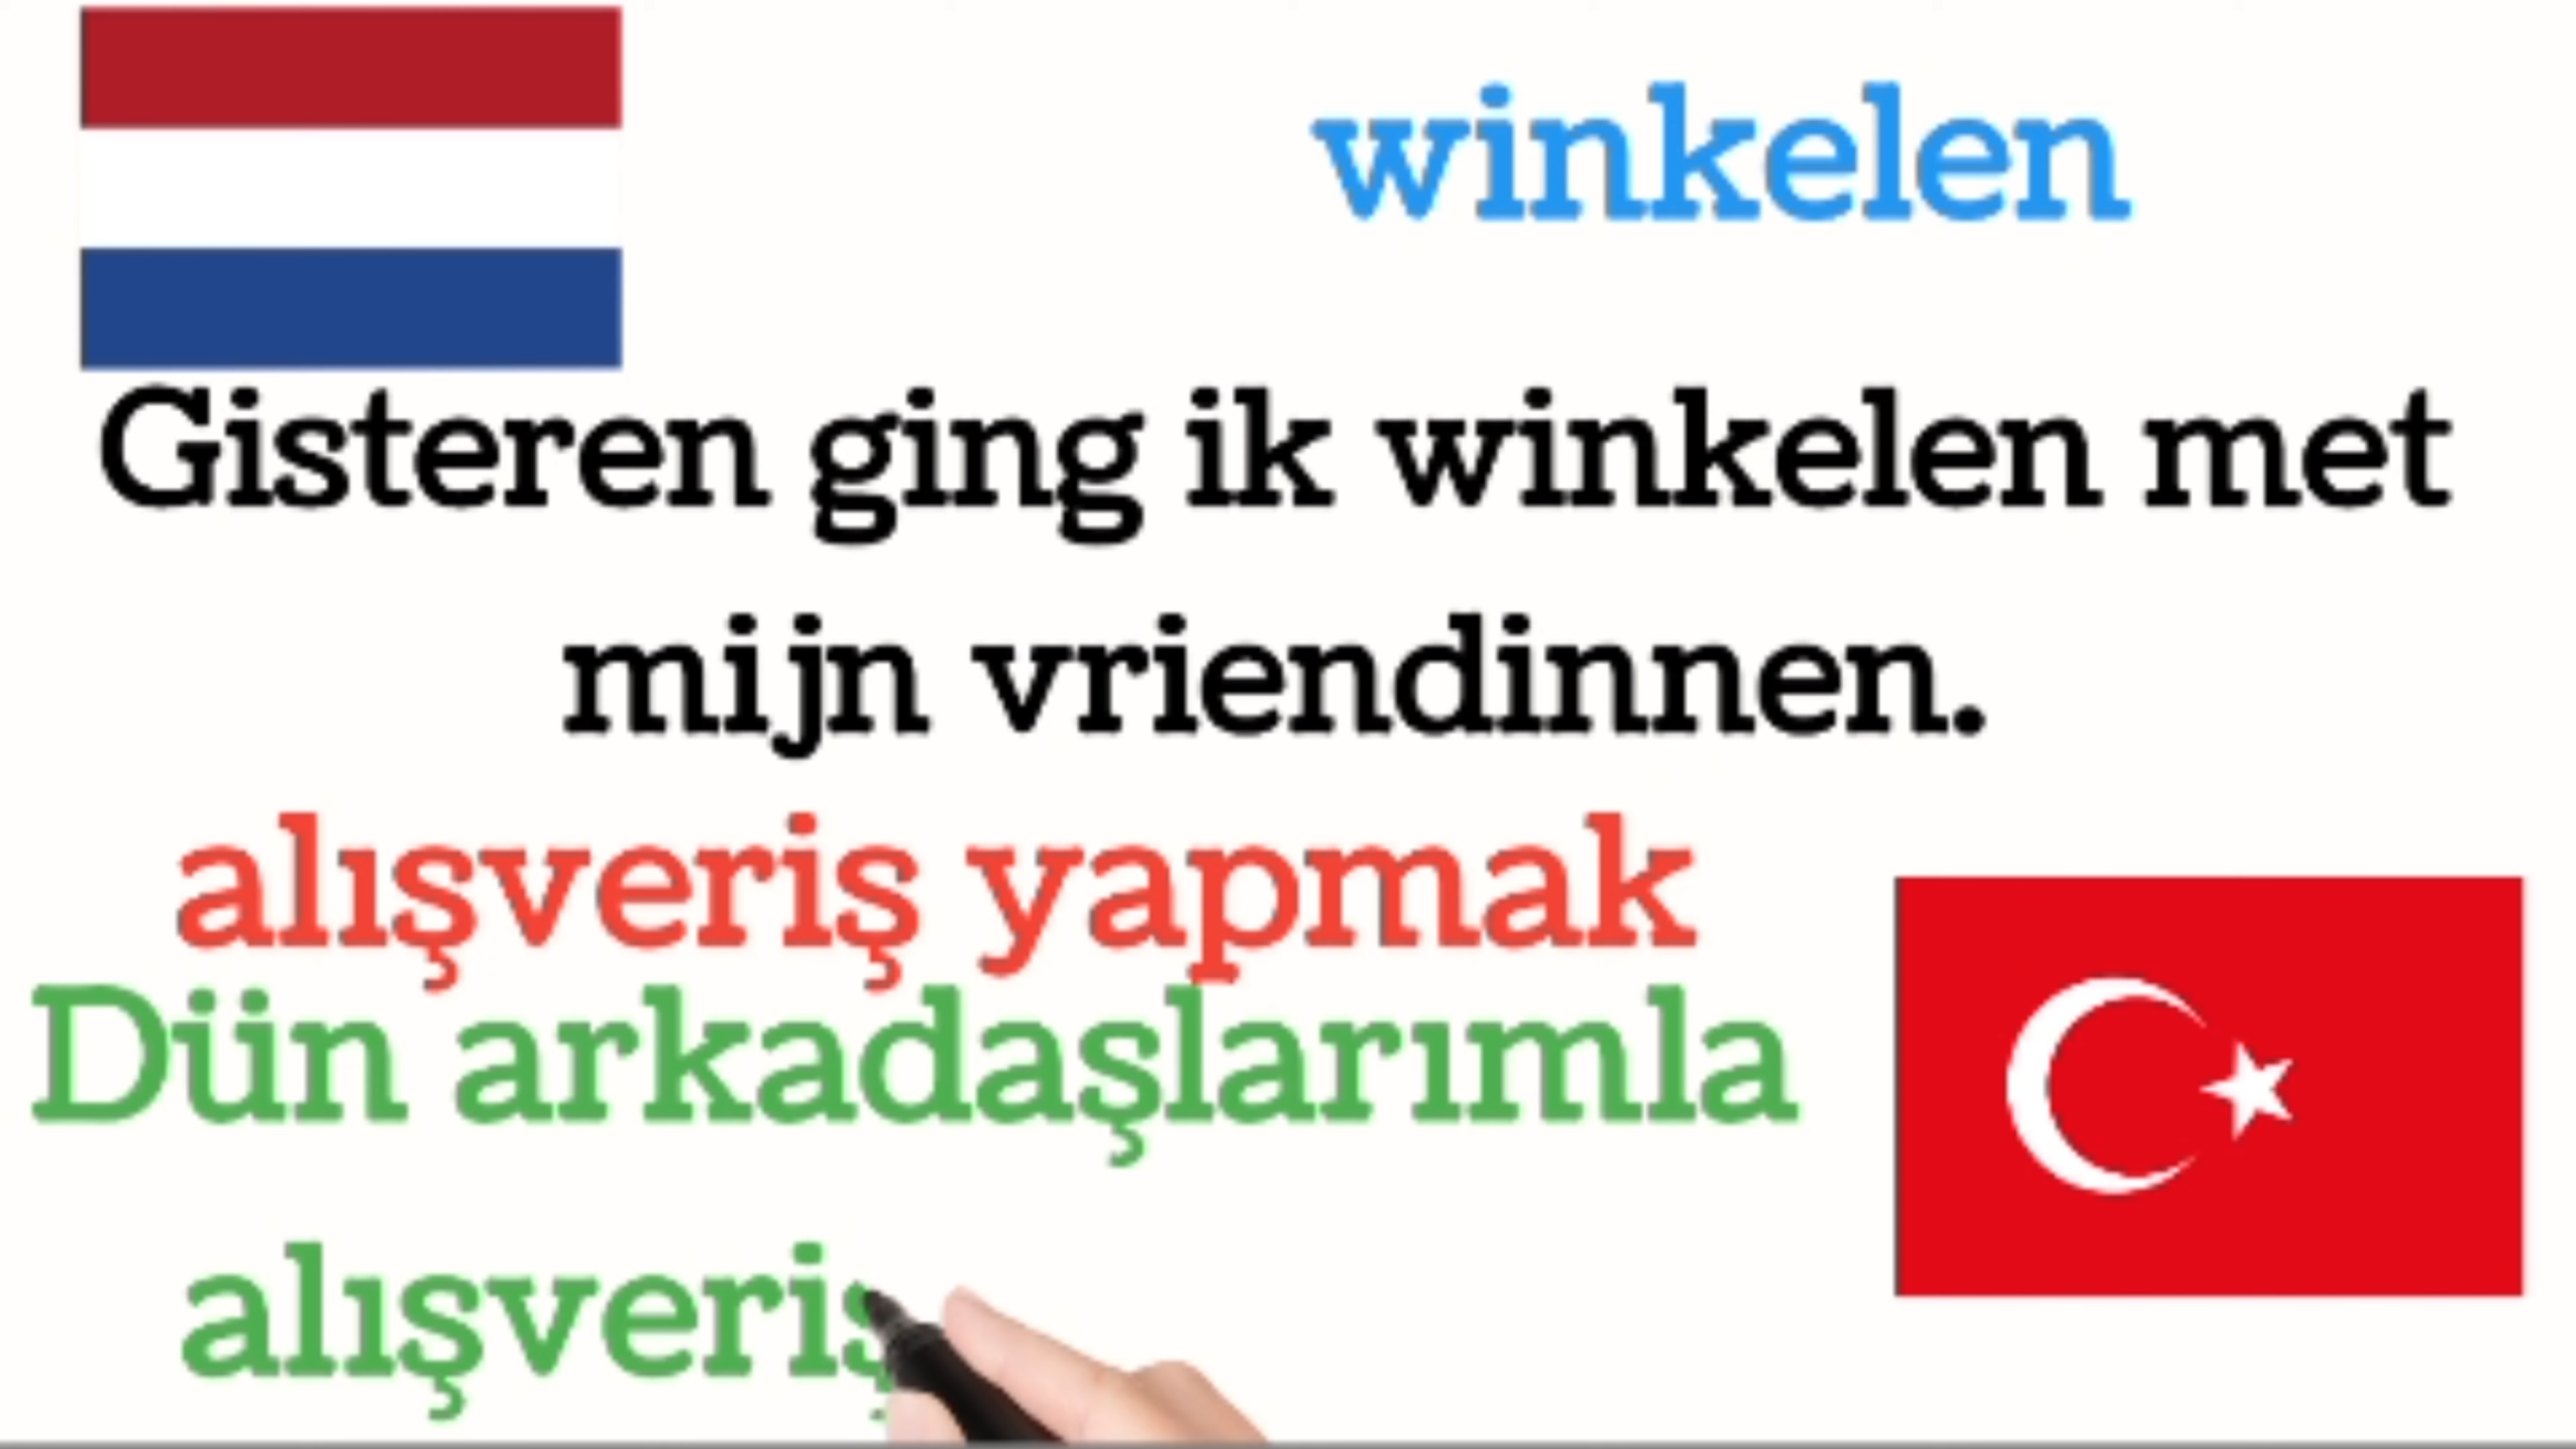 winkelen
Gisteren ging ik winkelen met
mijn vriendinnen.
alışveriş yapmak
Dün arkadaşlarımla
alışveriş